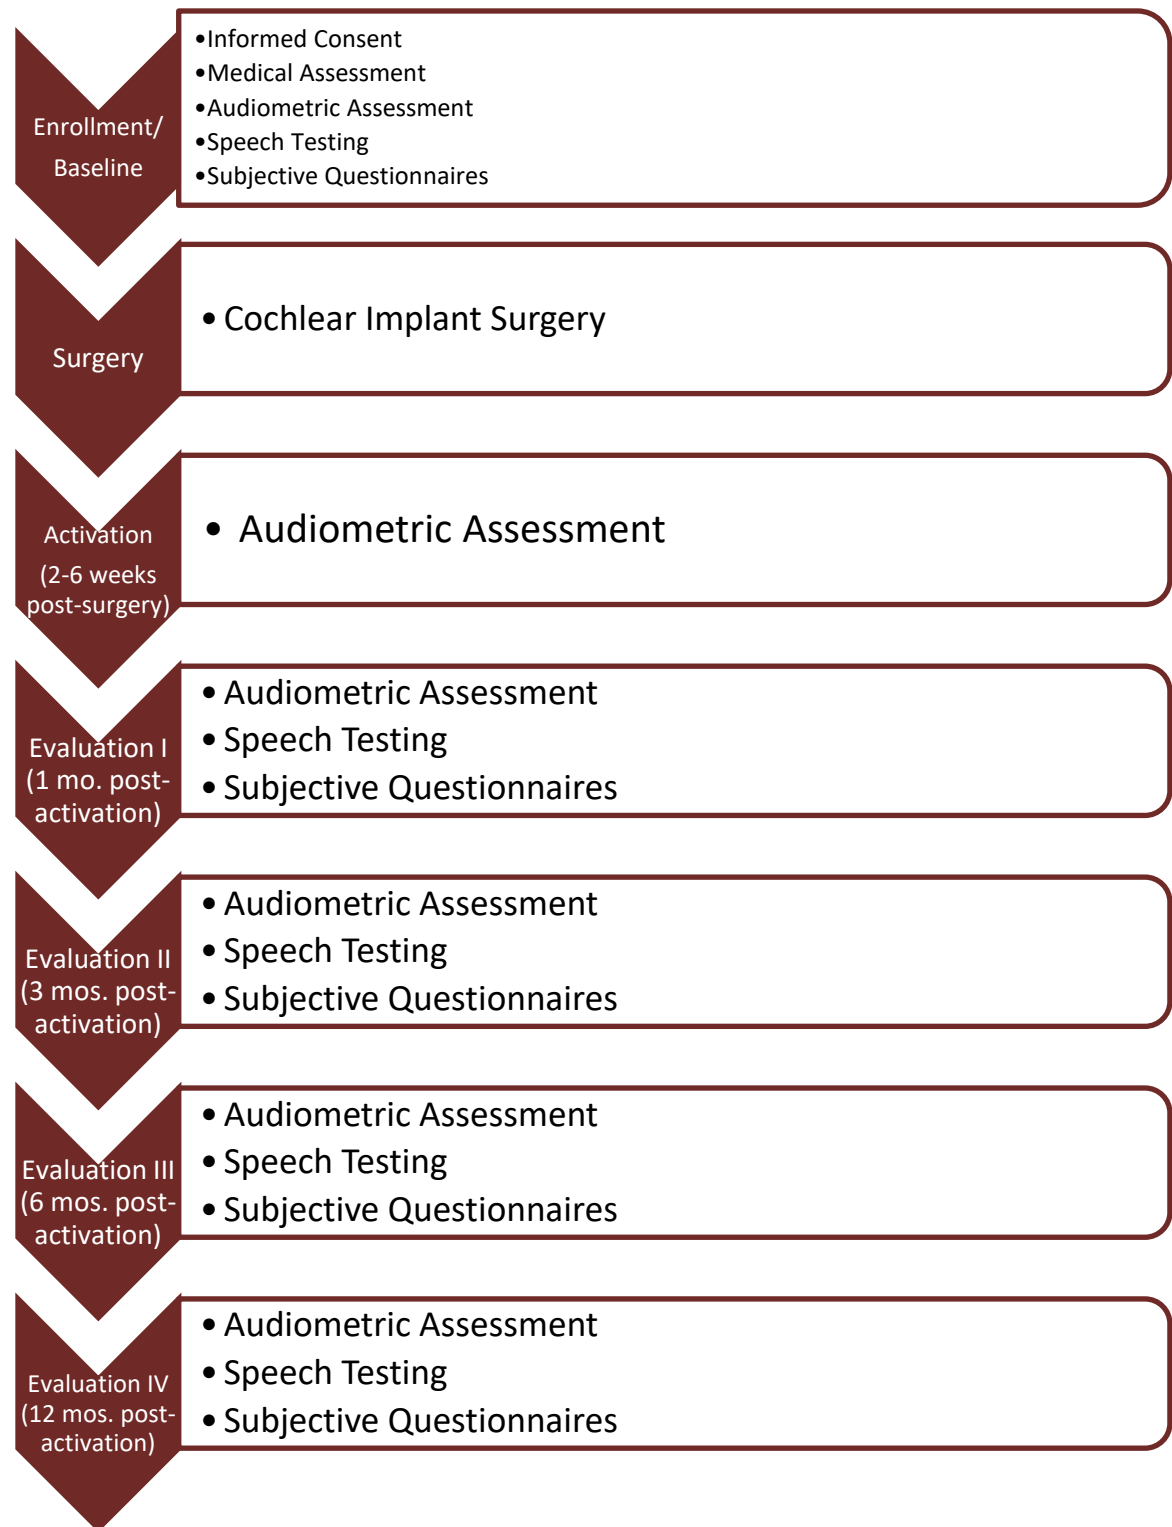 Enrollment/
Baseline
•Informed Consent
•Medical Assessment
•Audiometric Assessment
•Speech Testing
•Subjective Questionnaires
Surgery
• Cochlear Implant Surgery
Activation
(2-6 weeks
post-surgery)
• Audiometric Assessment
Evaluation I
(1 mo. post-
activation)
• Audiometric Assessment
• Speech Testing
• Subjective Questionnaires
Evaluation II
(3 mos. post-
activation)
• Audiometric Assessment
• Speech Testing
• Subjective Questionnaires
Evaluation III
(6 mos. post-
activation)
• Audiometric Assessment
• Speech Testing
• Subjective Questionnaires
Evaluation IV
(12 mos. post-
activation)
• Audiometric Assessment
• Speech Testing
• Subjective Questionnaires